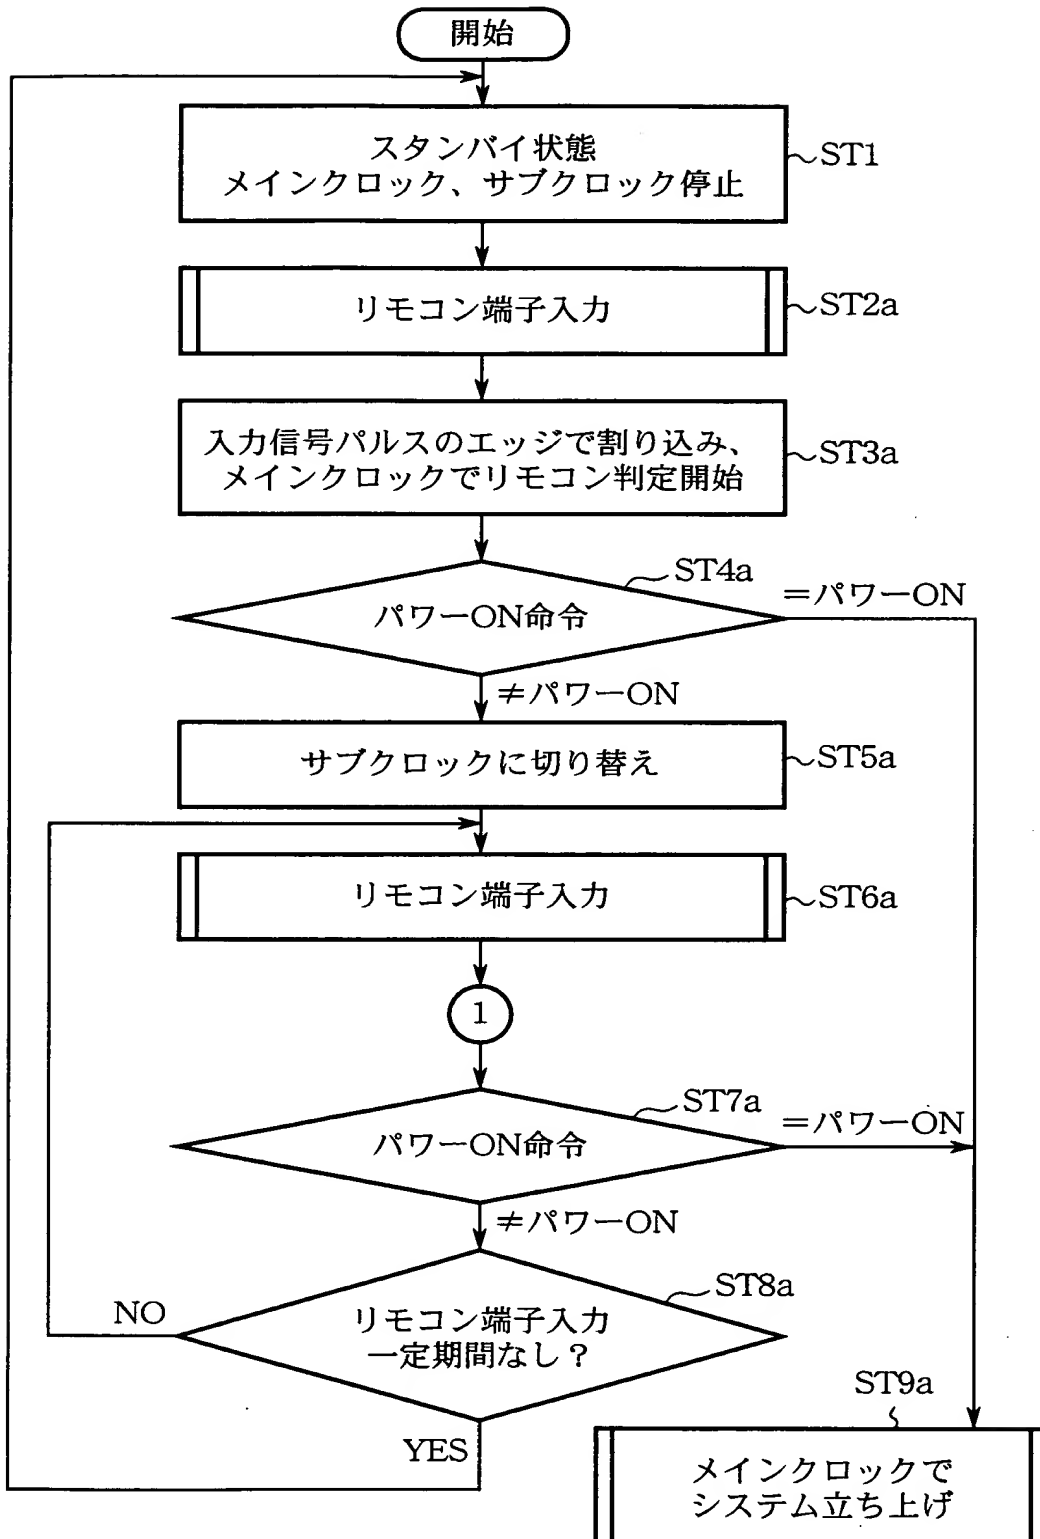 開始
スタンバイ状態
メインクロック、サブクロック停止
ST1
リモコン端子入力
ST2a
入力信号パルスのエッジで割り込み、
メインクロックでリモコン判定開始
ST3a
ST4a
パワーON命令
＝パワーON
≠パワーON
サブクロックに切り替え
ST5a
リモコン端子入力
ST6a
1
ST7a
パワーON命令
＝パワーON
≠パワーON
ST8a
NO
リモコン端子入力
一定期間なし？
YES
ST9a
メインクロックで
システム立ち上げ